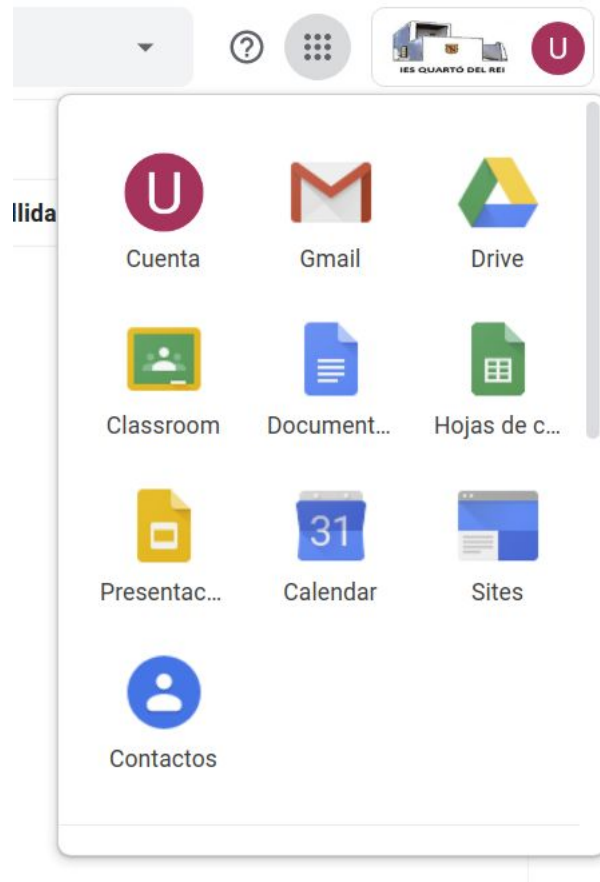 IES QUARTÓ DEL REI
U
llida
U
Cuenta
Gmail
Drive
Classroom
Document...
Hojas de c...
Presentac...
31
Calendar
Sites
Contactos